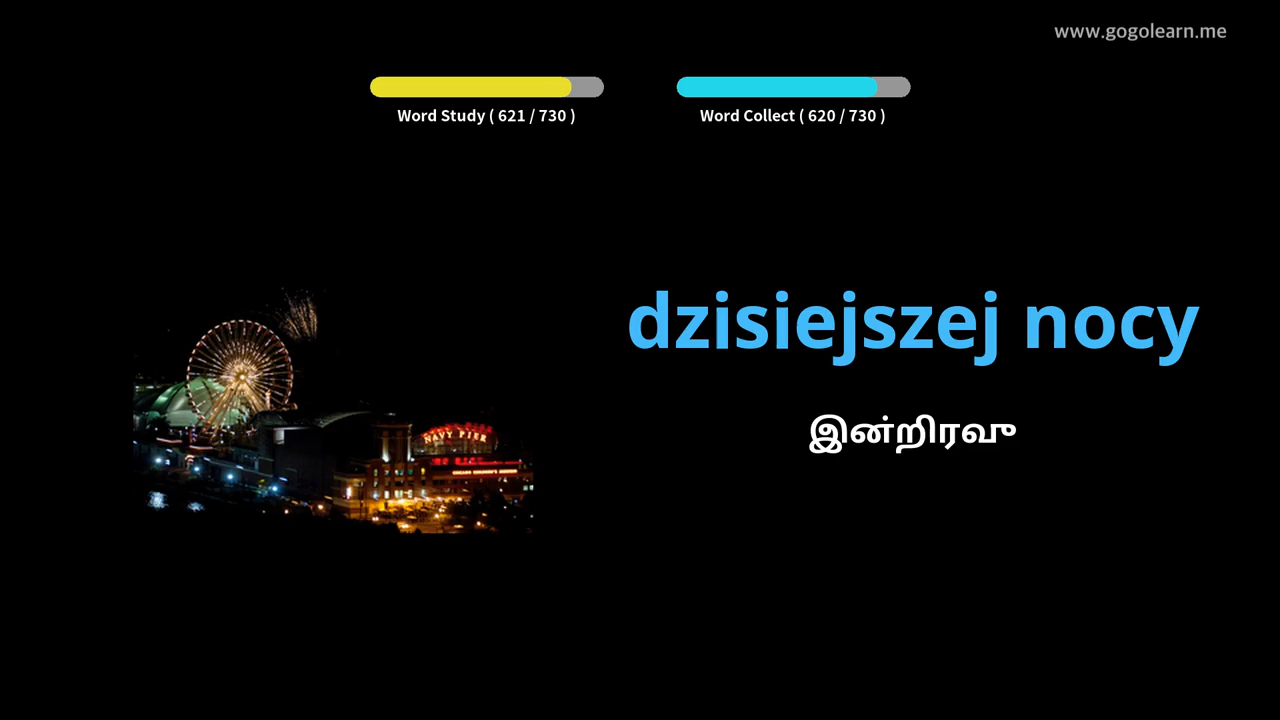 www.gogolearn.me
Word Study ( 621 / 730 )
Word Collect ( 620 / 730 )
dzisiejszej nocy
இன்றிரவு
NAVY PIER